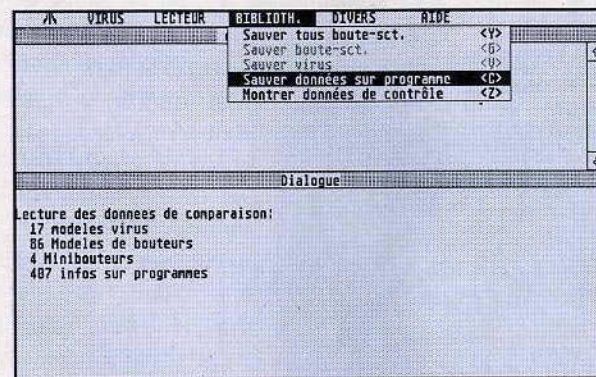 VIRUS LECTEUR BIBLIOTH. DIVERS AIDE
Sauver tous boute-sct. <Y>
Sauver boute-sct. <G>
Sauver virus <V>
Sauver données sur programme <C>
Montrer données de contrôle <Z>
Dialogue
Lecture des donnees de comparaison:
17 modeles virus
86 Modeles de bouteurs
4 Minibouteurs
487 infos sur programmes